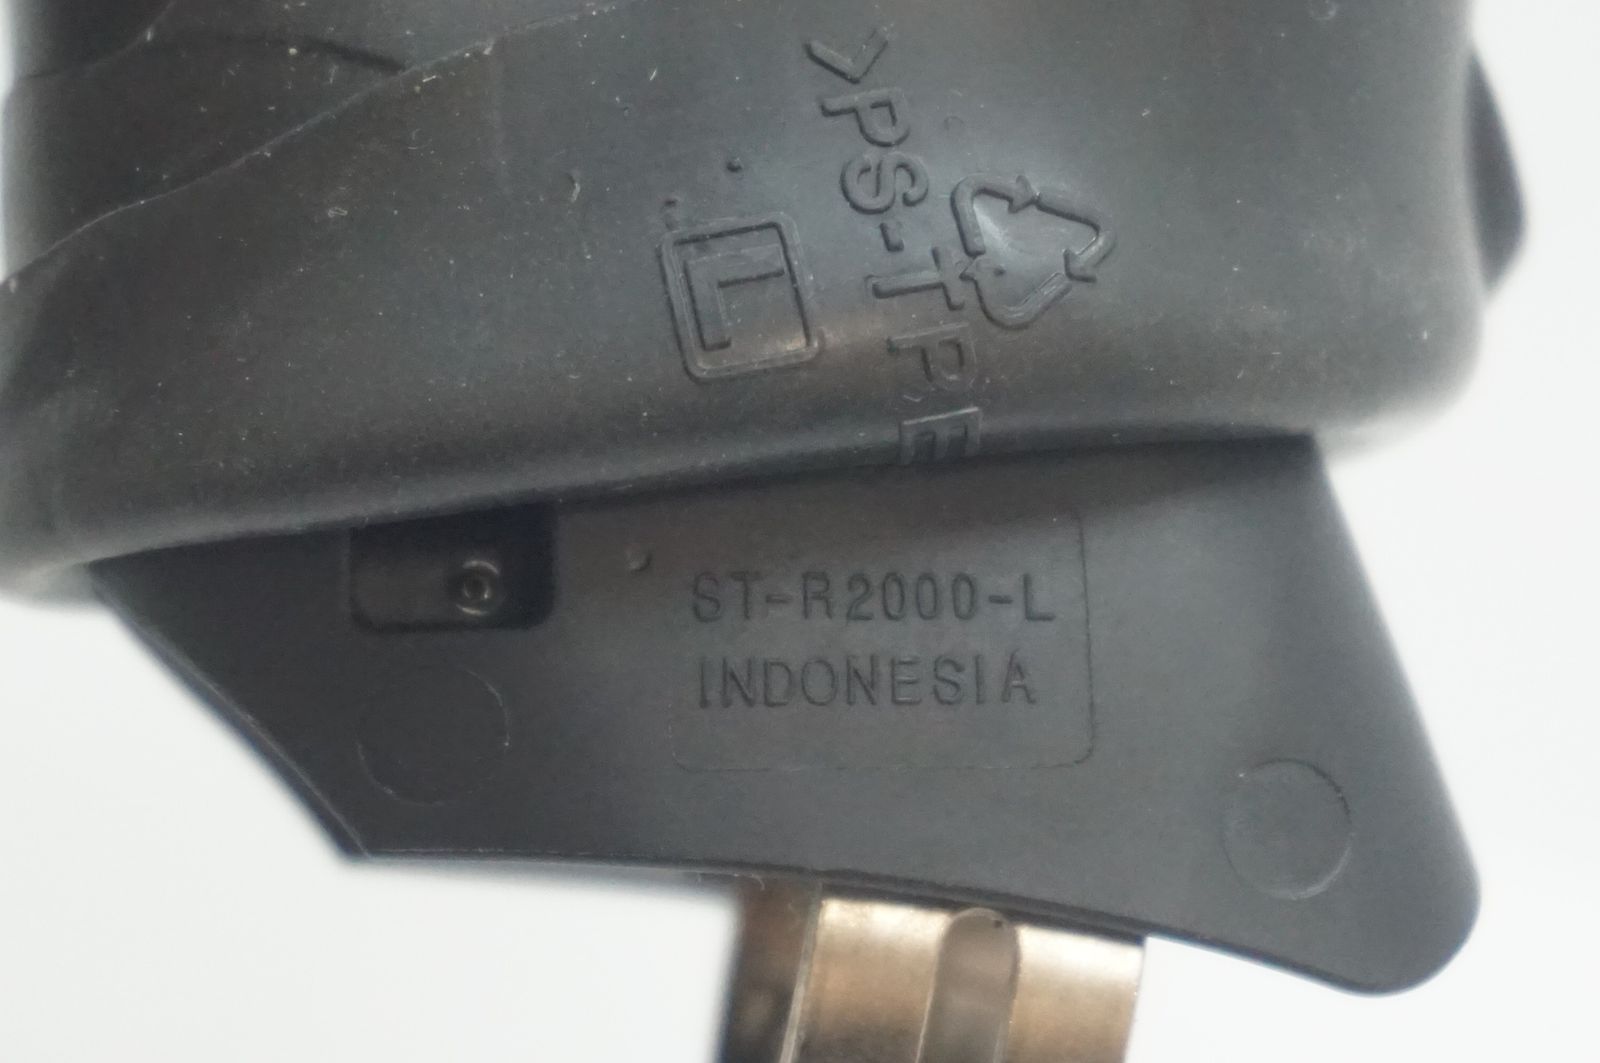 >PS-TPE
L
ST-R2000-L
INDONESIA